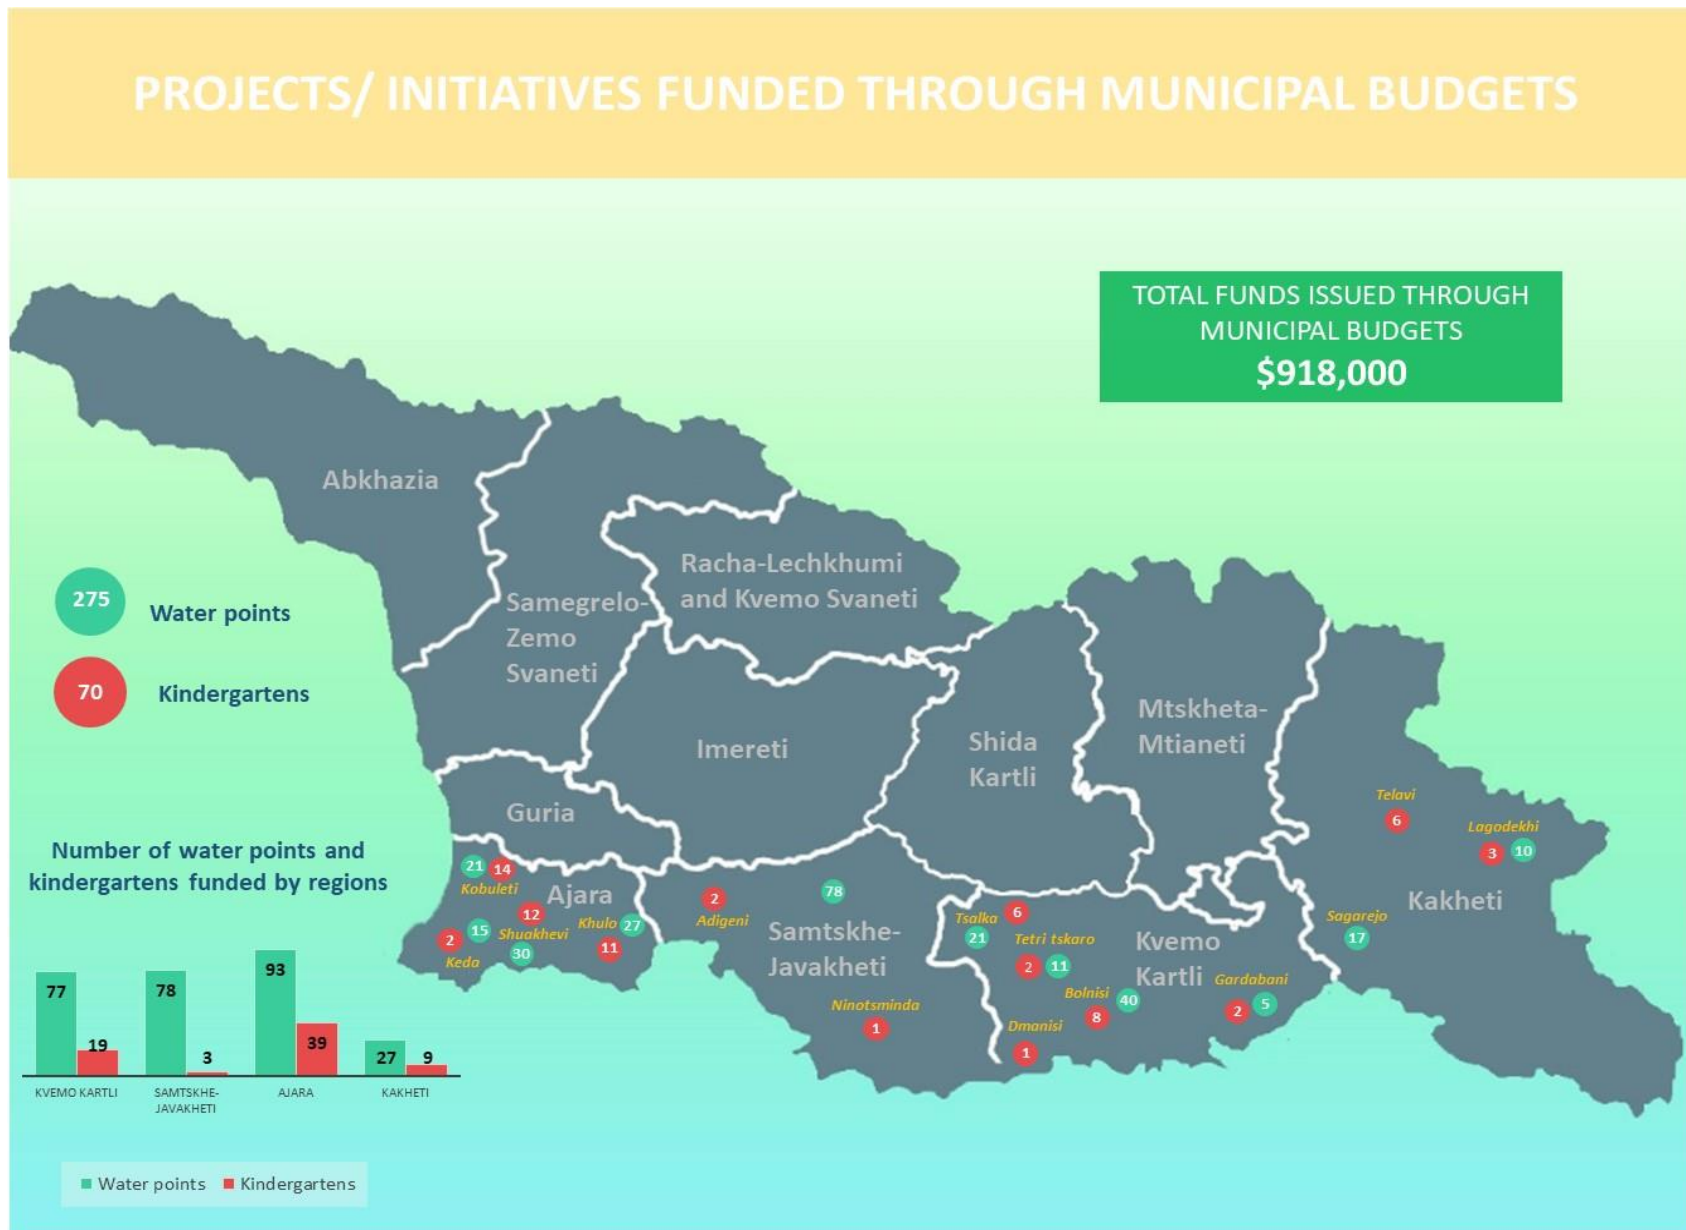 PROJECTS/ INITIATIVES FUNDED THROUGH MUNICIPAL BUDGETS
TOTAL FUNDS ISSUED THROUGH
MUNICIPAL BUDGETS
$918,000
Abkhazia
Samegrelo-
Zemo
Svaneti
Racha-Lechkhumi
and Kvemo Svaneti
Imereti
Guria
Shida
Kartli
Mtskheta-
Mtianeti
275
Water points
70
Kindergartens
Telavi
6
Lagodekhi
3 10
Kakheti
Sagarejo
17
21 14
Kobuleti
Ajara
12
Shuakhevi
30
2 15
Keda
Khulo 27
11
2
Adigeni
78
Samtskhe-
Javakheti
Ninotsminda
1
Tsalka 6
21
Tetri tskaro
2 11
Kvemo
Kartli
Bolnisi 40
8
Gardabani
2 5
Dmanisi
1
Number of water points and
kindergartens funded by regions
77
19
78
3
93
39
27
9
KVEMO KARTLI
SAMTSKHE-
JAVAKHETI
AJARA
KAKHETI
Water points Kindergartens